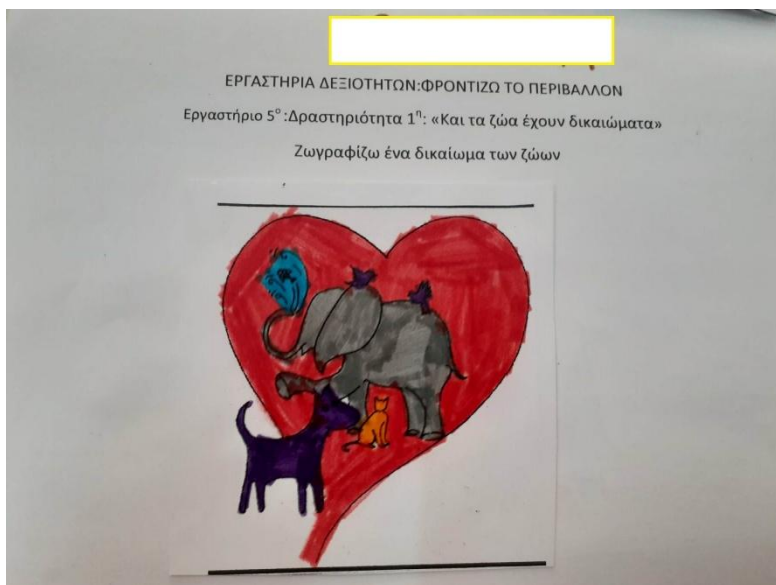 ΕΡΓΑΣΤΗΡΙΑ ΔΕΞΙΟΤΗΤΩΝ:ΦΡΟΝΤΙΖΩ ΤΟ ΠΕΡΙΒΑΛΛΟΝ
Εργαστήριο 5ο :Δραστηριότητα 1η: «Και τα ζώα έχουν δικαιώματα»
Ζωγραφίζω ένα δικαίωμα των ζώων